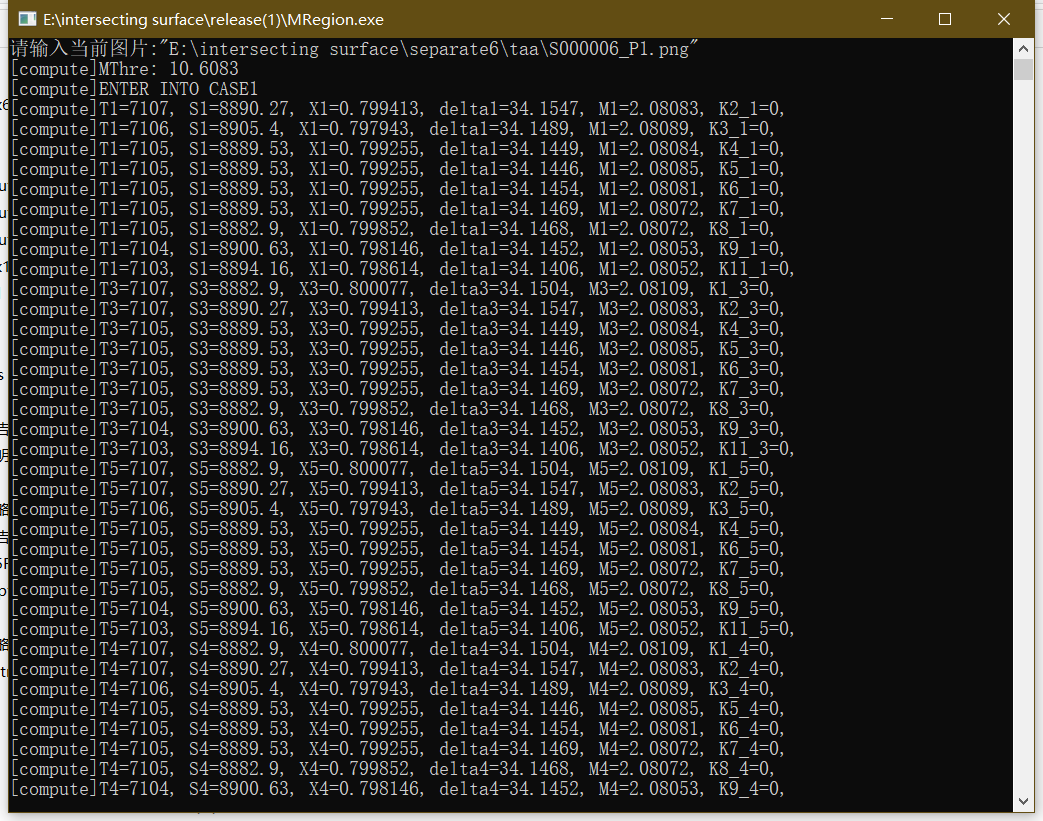 E:\intersecting surface\release(1)\MRegion.exe
请输入当前图片:"E:\intersecting surface\separate6\taa\S000006_P1.png"
[compute]MThre: 10.6083
[compute]ENTER INTO CASE1
[compute]T1=7107, S1=8890.27, X1=0.799413, delta1=34.1547, M1=2.08083, K2_1=0,
[compute]T1=7106, S1=8905.4, X1=0.797943, delta1=34.1489, M1=2.08089, K3_1=0,
[compute]T1=7105, S1=8889.53, X1=0.799255, delta1=34.1449, M1=2.08084, K4_1=0,
[compute]T1=7105, S1=8889.53, X1=0.799255, delta1=34.1446, M1=2.08085, K5_1=0,
[compute]T1=7105, S1=8889.53, X1=0.799255, delta1=34.1454, M1=2.08081, K6_1=0,
[compute]T1=7105, S1=8889.53, X1=0.799255, delta1=34.1469, M1=2.08072, K7_1=0,
[compute]T1=7105, S1=8882.9, X1=0.799852, delta1=34.1468, M1=2.08072, K8_1=0,
[compute]T1=7104, S1=8900.63, X1=0.798146, delta1=34.1452, M1=2.08053, K9_1=0,
[compute]T1=7103, S1=8894.16, X1=0.798614, delta1=34.1406, M1=2.08052, K11_1=0,
[compute]T3=7107, S3=8882.9, X3=0.800077, delta3=34.1504, M3=2.08109, K1_3=0,
[compute]T3=7107, S3=8890.27, X3=0.799413, delta3=34.1547, M3=2.08083, K2_3=0,
[compute]T3=7105, S3=8889.53, X3=0.799255, delta3=34.1449, M3=2.08084, K4_3=0,
[compute]T3=7105, S3=8889.53, X3=0.799255, delta3=34.1446, M3=2.08085, K5_3=0,
[compute]T3=7105, S3=8889.53, X3=0.799255, delta3=34.1454, M3=2.08081, K6_3=0,
[compute]T3=7105, S3=8889.53, X3=0.799255, delta3=34.1469, M3=2.08072, K7_3=0,
[compute]T3=7105, S3=8882.9, X3=0.799852, delta3=34.1468, M3=2.08072, K8_3=0,
[compute]T3=7104, S3=8900.63, X3=0.798146, delta3=34.1452, M3=2.08053, K9_3=0,
[compute]T3=7103, S3=8894.16, X3=0.798614, delta3=34.1406, M3=2.08052, K11_3=0,
[compute]T5=7107, S5=8882.9, X5=0.800077, delta5=34.1504, M5=2.08109, K1_5=0,
[compute]T5=7107, S5=8890.27, X5=0.799413, delta5=34.1547, M5=2.08083, K2_5=0,
[compute]T5=7106, S5=8905.4, X5=0.797943, delta5=34.1489, M5=2.08089, K3_5=0,
[compute]T5=7105, S5=8889.53, X5=0.799255, delta5=34.1449, M5=2.08084, K4_5=0,
[compute]T5=7105, S5=8889.53, X5=0.799255, delta5=34.1454, M5=2.08081, K6_5=0,
[compute]T5=7105, S5=8889.53, X5=0.799255, delta5=34.1469, M5=2.08072, K7_5=0,
[compute]T5=7105, S5=8882.9, X5=0.799852, delta5=34.1468, M5=2.08072, K8_5=0,
[compute]T5=7104, S5=8900.63, X5=0.798146, delta5=34.1452, M5=2.08053, K9_5=0,
[compute]T5=7103, S5=8894.16, X5=0.798614, delta5=34.1406, M5=2.08052, K11_5=0,
[compute]T4=7107, S4=8882.9, X4=0.800077, delta4=34.1504, M4=2.08109, K1_4=0,
[compute]T4=7107, S4=8890.27, X4=0.799413, delta4=34.1547, M4=2.08083, K2_4=0,
[compute]T4=7106, S4=8905.4, X4=0.797943, delta4=34.1489, M4=2.08089, K3_4=0,
[compute]T4=7105, S4=8889.53, X4=0.799255, delta4=34.1446, M4=2.08085, K5_4=0,
[compute]T4=7105, S4=8889.53, X4=0.799255, delta4=34.1454, M4=2.08081, K6_4=0,
[compute]T4=7105, S4=8889.53, X4=0.799255, delta4=34.1469, M4=2.08072, K7_4=0,
[compute]T4=7105, S4=8882.9, X4=0.799852, delta4=34.1468, M4=2.08072, K8_4=0,
[compute]T4=7104, S4=8900.63, X4=0.798146, delta4=34.1452, M4=2.08053, K9_4=0,